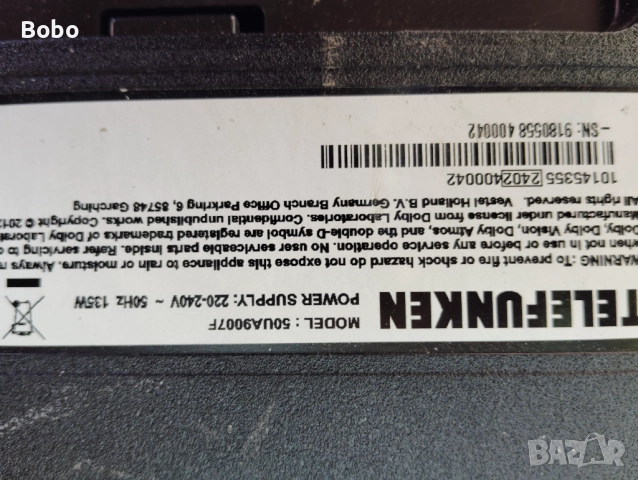 Bobo
TELEFUNKEN
MODEL : 50UA9007F
POWER SUPPLY: 220-240V ~ 50Hz 135W
WARNING: To prevent fire or shock hazard do not expose this appliance to rain or moisture. Always
when not in use or before any service operation. No user serviceable parts inside. Refer servicing to
Dolby, Dolby Vision, Dolby Atmos, and the double-D symbol are registered trademarks of Dolby Laborat
Manufactured under license from Dolby Laboratories. Confidential unpublished works. Copyright © 201
All rights reserved. Vestel Holland B.V. Germany Branch Office Parkring 6, 85748 Garching
10145355 2402400042
-SN: 9180558 400042
BAZAR